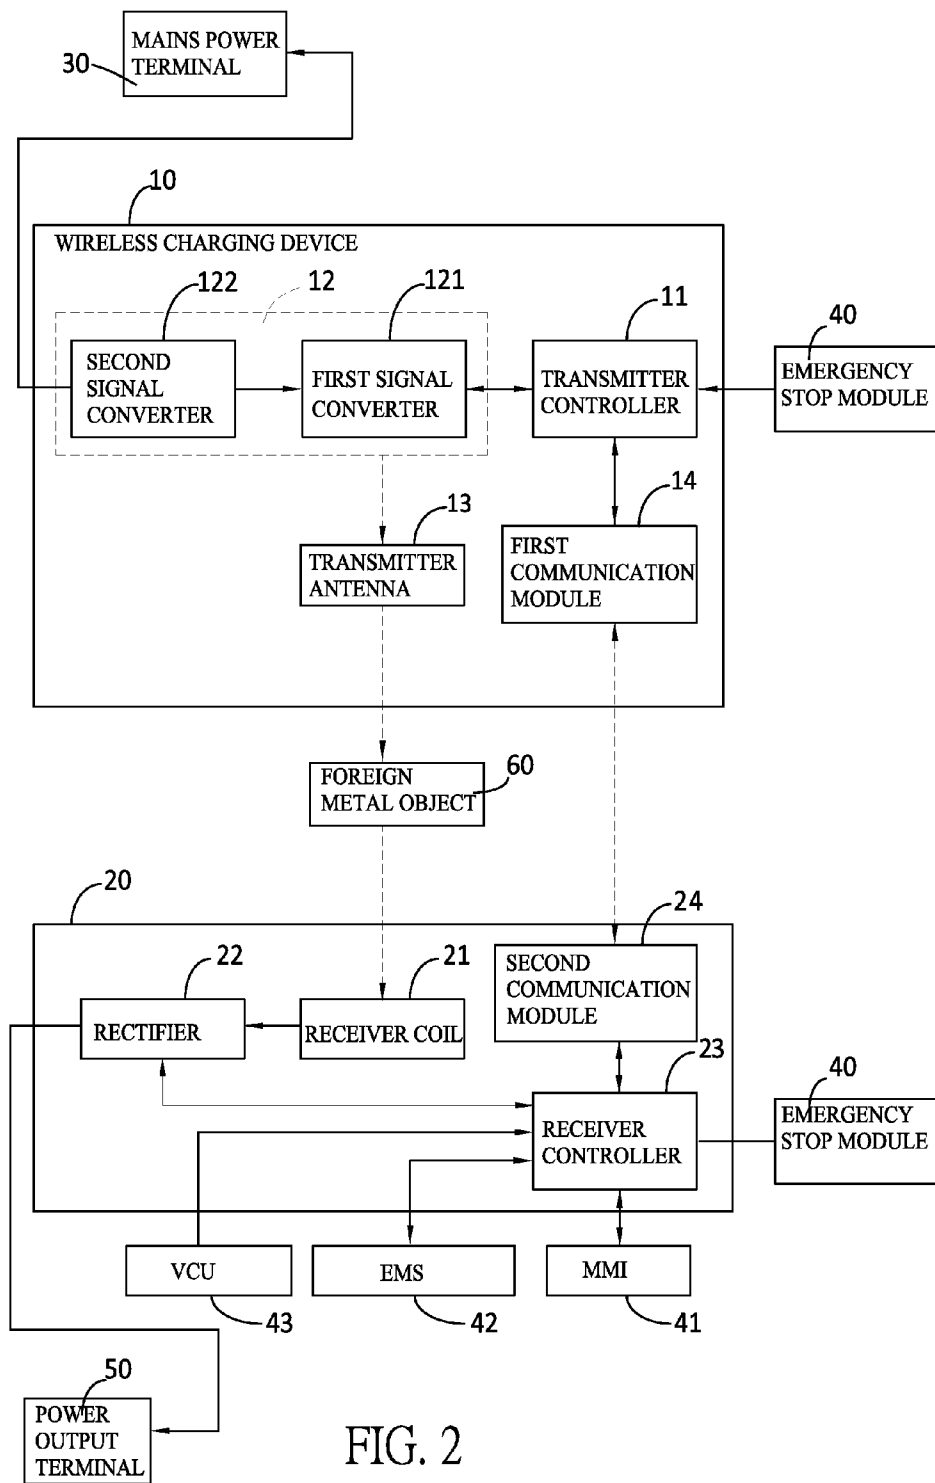 MAINS POWER
TERMINAL
30
10
WIRELESS CHARGING DEVICE
122
12
121
11
40
SECOND
SIGNAL
CONVERTER
FIRST SIGNAL
CONVERTER
TRANSMITTER
CONTROLLER
EMERGENCY
STOP MODULE
13
14
TRANSMITTER
ANTENNA
FIRST
COMMUNICATION
MODULE
FOREIGN
METAL OBJECT
60
20
24
22
21
SECOND
COMMUNICATION
MODULE
RECTIFIER
RECEIVER COIL
23
40
RECEIVER
CONTROLLER
EMERGENCY
STOP MODULE
VCU
EMS
MMI
43
42
41
50
POWER
OUTPUT
TERMINAL
FIG. 2